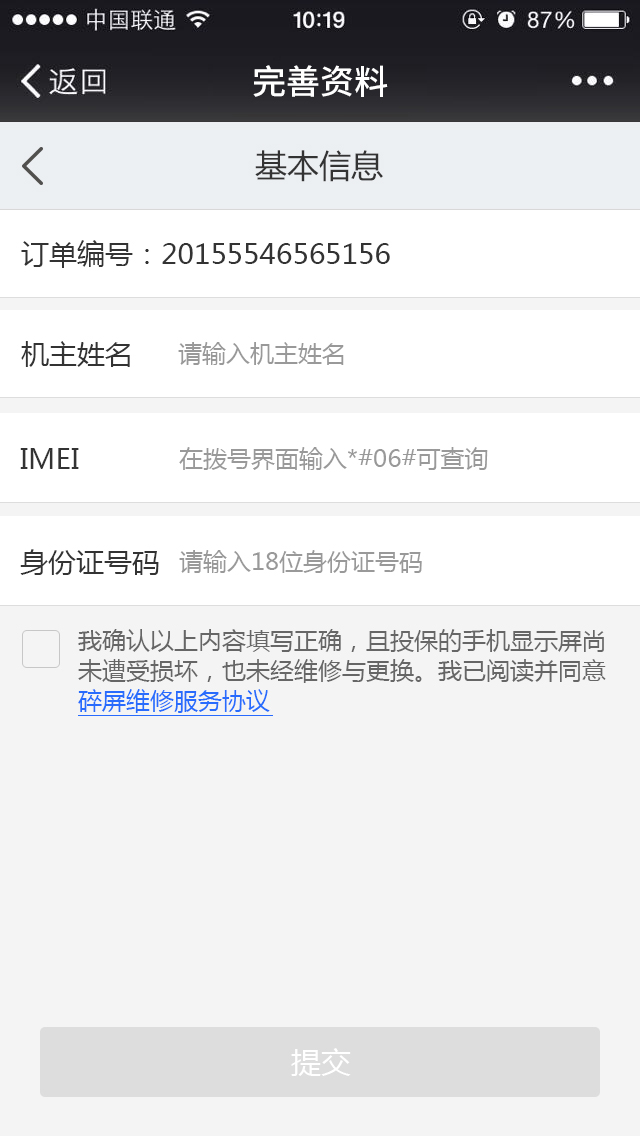 中国联通 10:19 87%
返回 完善资料
基本信息
订单编号：20155546565156
机主姓名 请输入机主姓名
IMEI 在拨号界面输入*#06#可查询
身份证号码 请输入18位身份证号码
我确认以上内容填写正确，且投保的手机显示屏尚
未遭受损坏，也未经维修与更换。我已阅读并同意
碎屏维修服务协议
提交